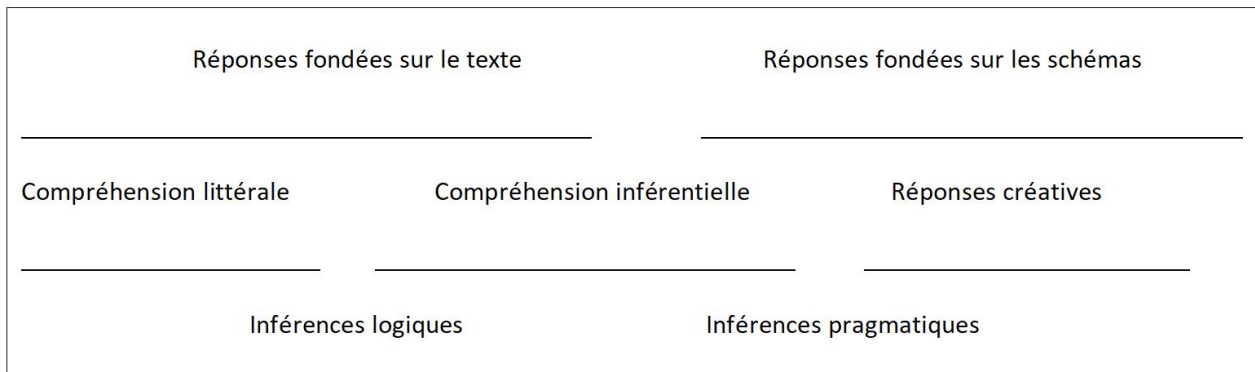 Réponses fondées sur le texte Réponses fondées sur les schémas
Compréhension littérale Compréhension inférentielle Réponses créatives
Inférences logiques Inférences pragmatiques